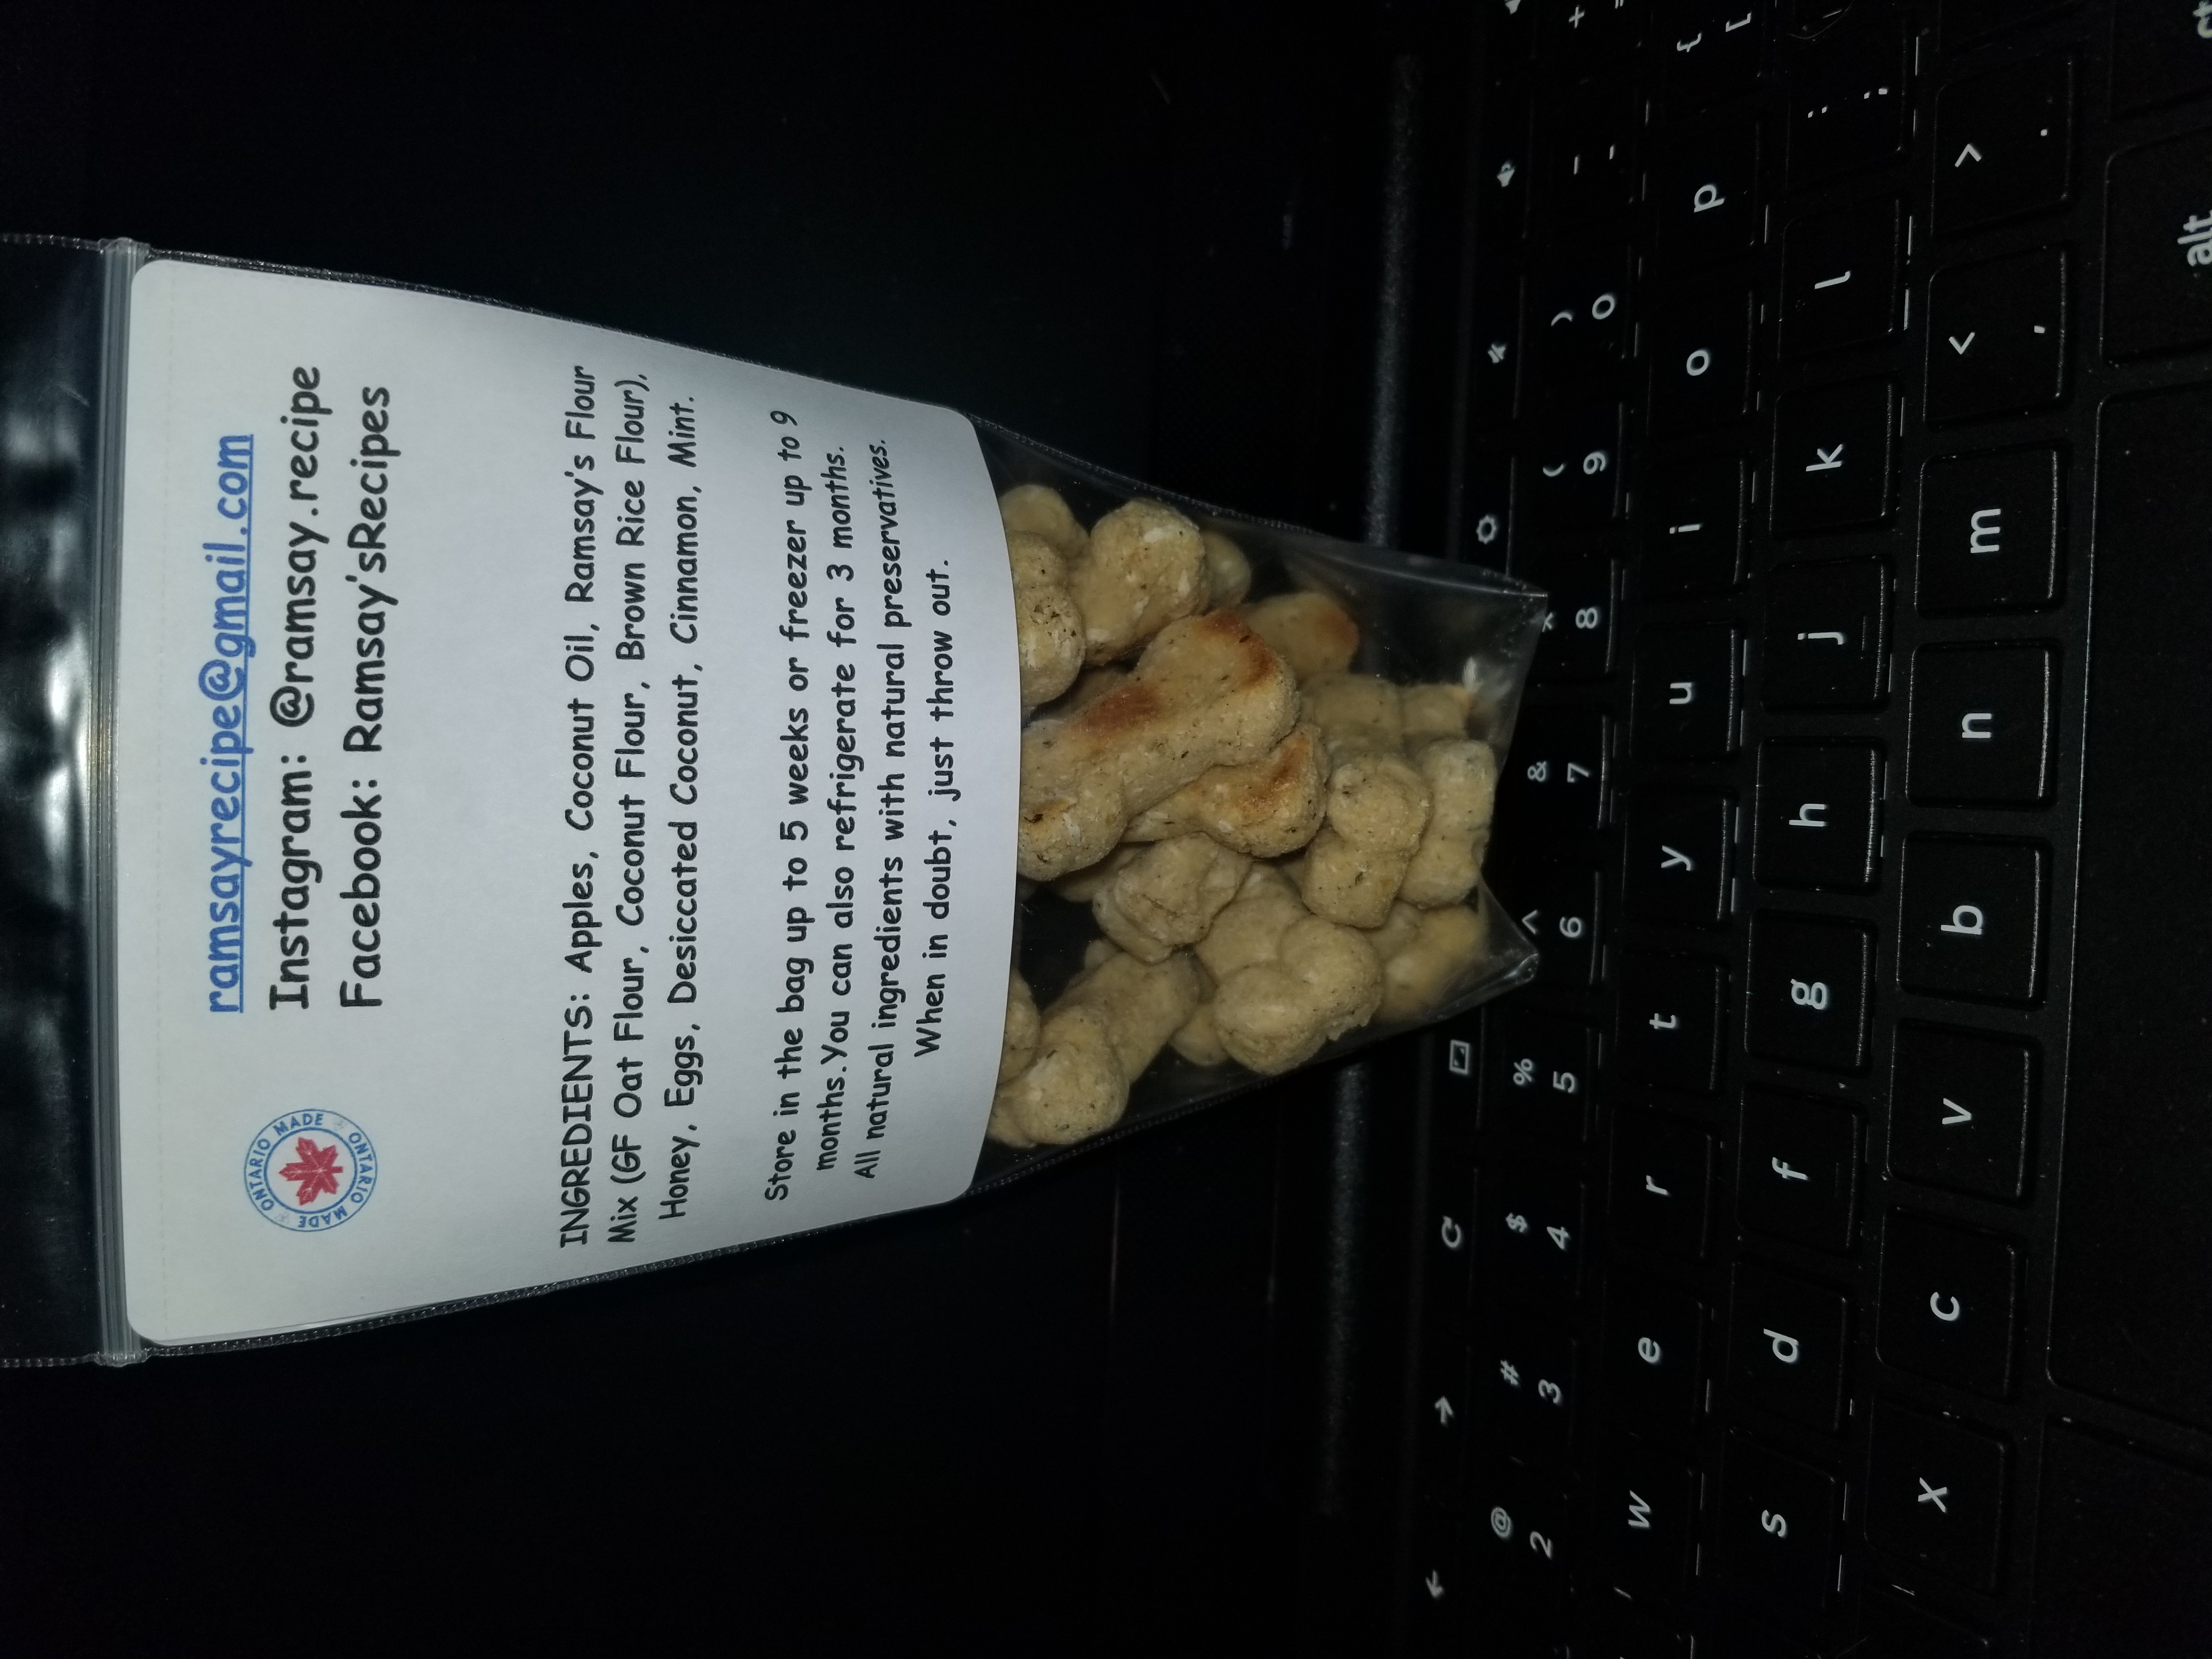 ramsayrecipe@gmail.com
ONTARIO MADE ONTARIO MADE
Instagram: @ramsay.recipe
Facebook: Ramsay'sRecipes
INGREDIENTS: Apples, Coconut Oil, Ramsay's Flour
Mix (GF Oat Flour, Coconut Flour, Brown Rice Flour),
Honey, Eggs, Desiccated Coconut, Cinnamon, Mint.
Store in the bag up to 5 weeks or freezer up to 9
months.You can also refrigerate for 3 months.
All natural ingredients with natural preservatives.
When in doubt, just throw out.
@ # $ % ^ & * ( ) _ +
2 3 4 5 6 7 8 9 0 - =
w e r t y u i o p { [
s d f g h j k l : ;
x c v b n m < , > .
alt